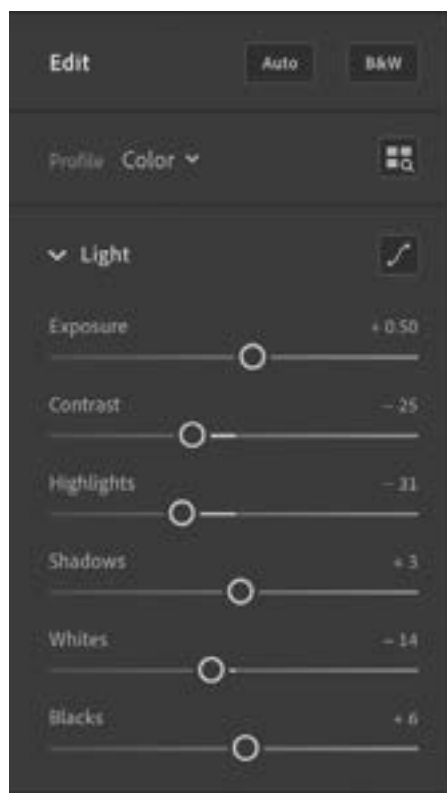 Edit Auto B&W
Profile Color
Light
Exposure + 0.50
Contrast − 25
Highlights − 31
Shadows + 3
Whites − 14
Blacks + 6